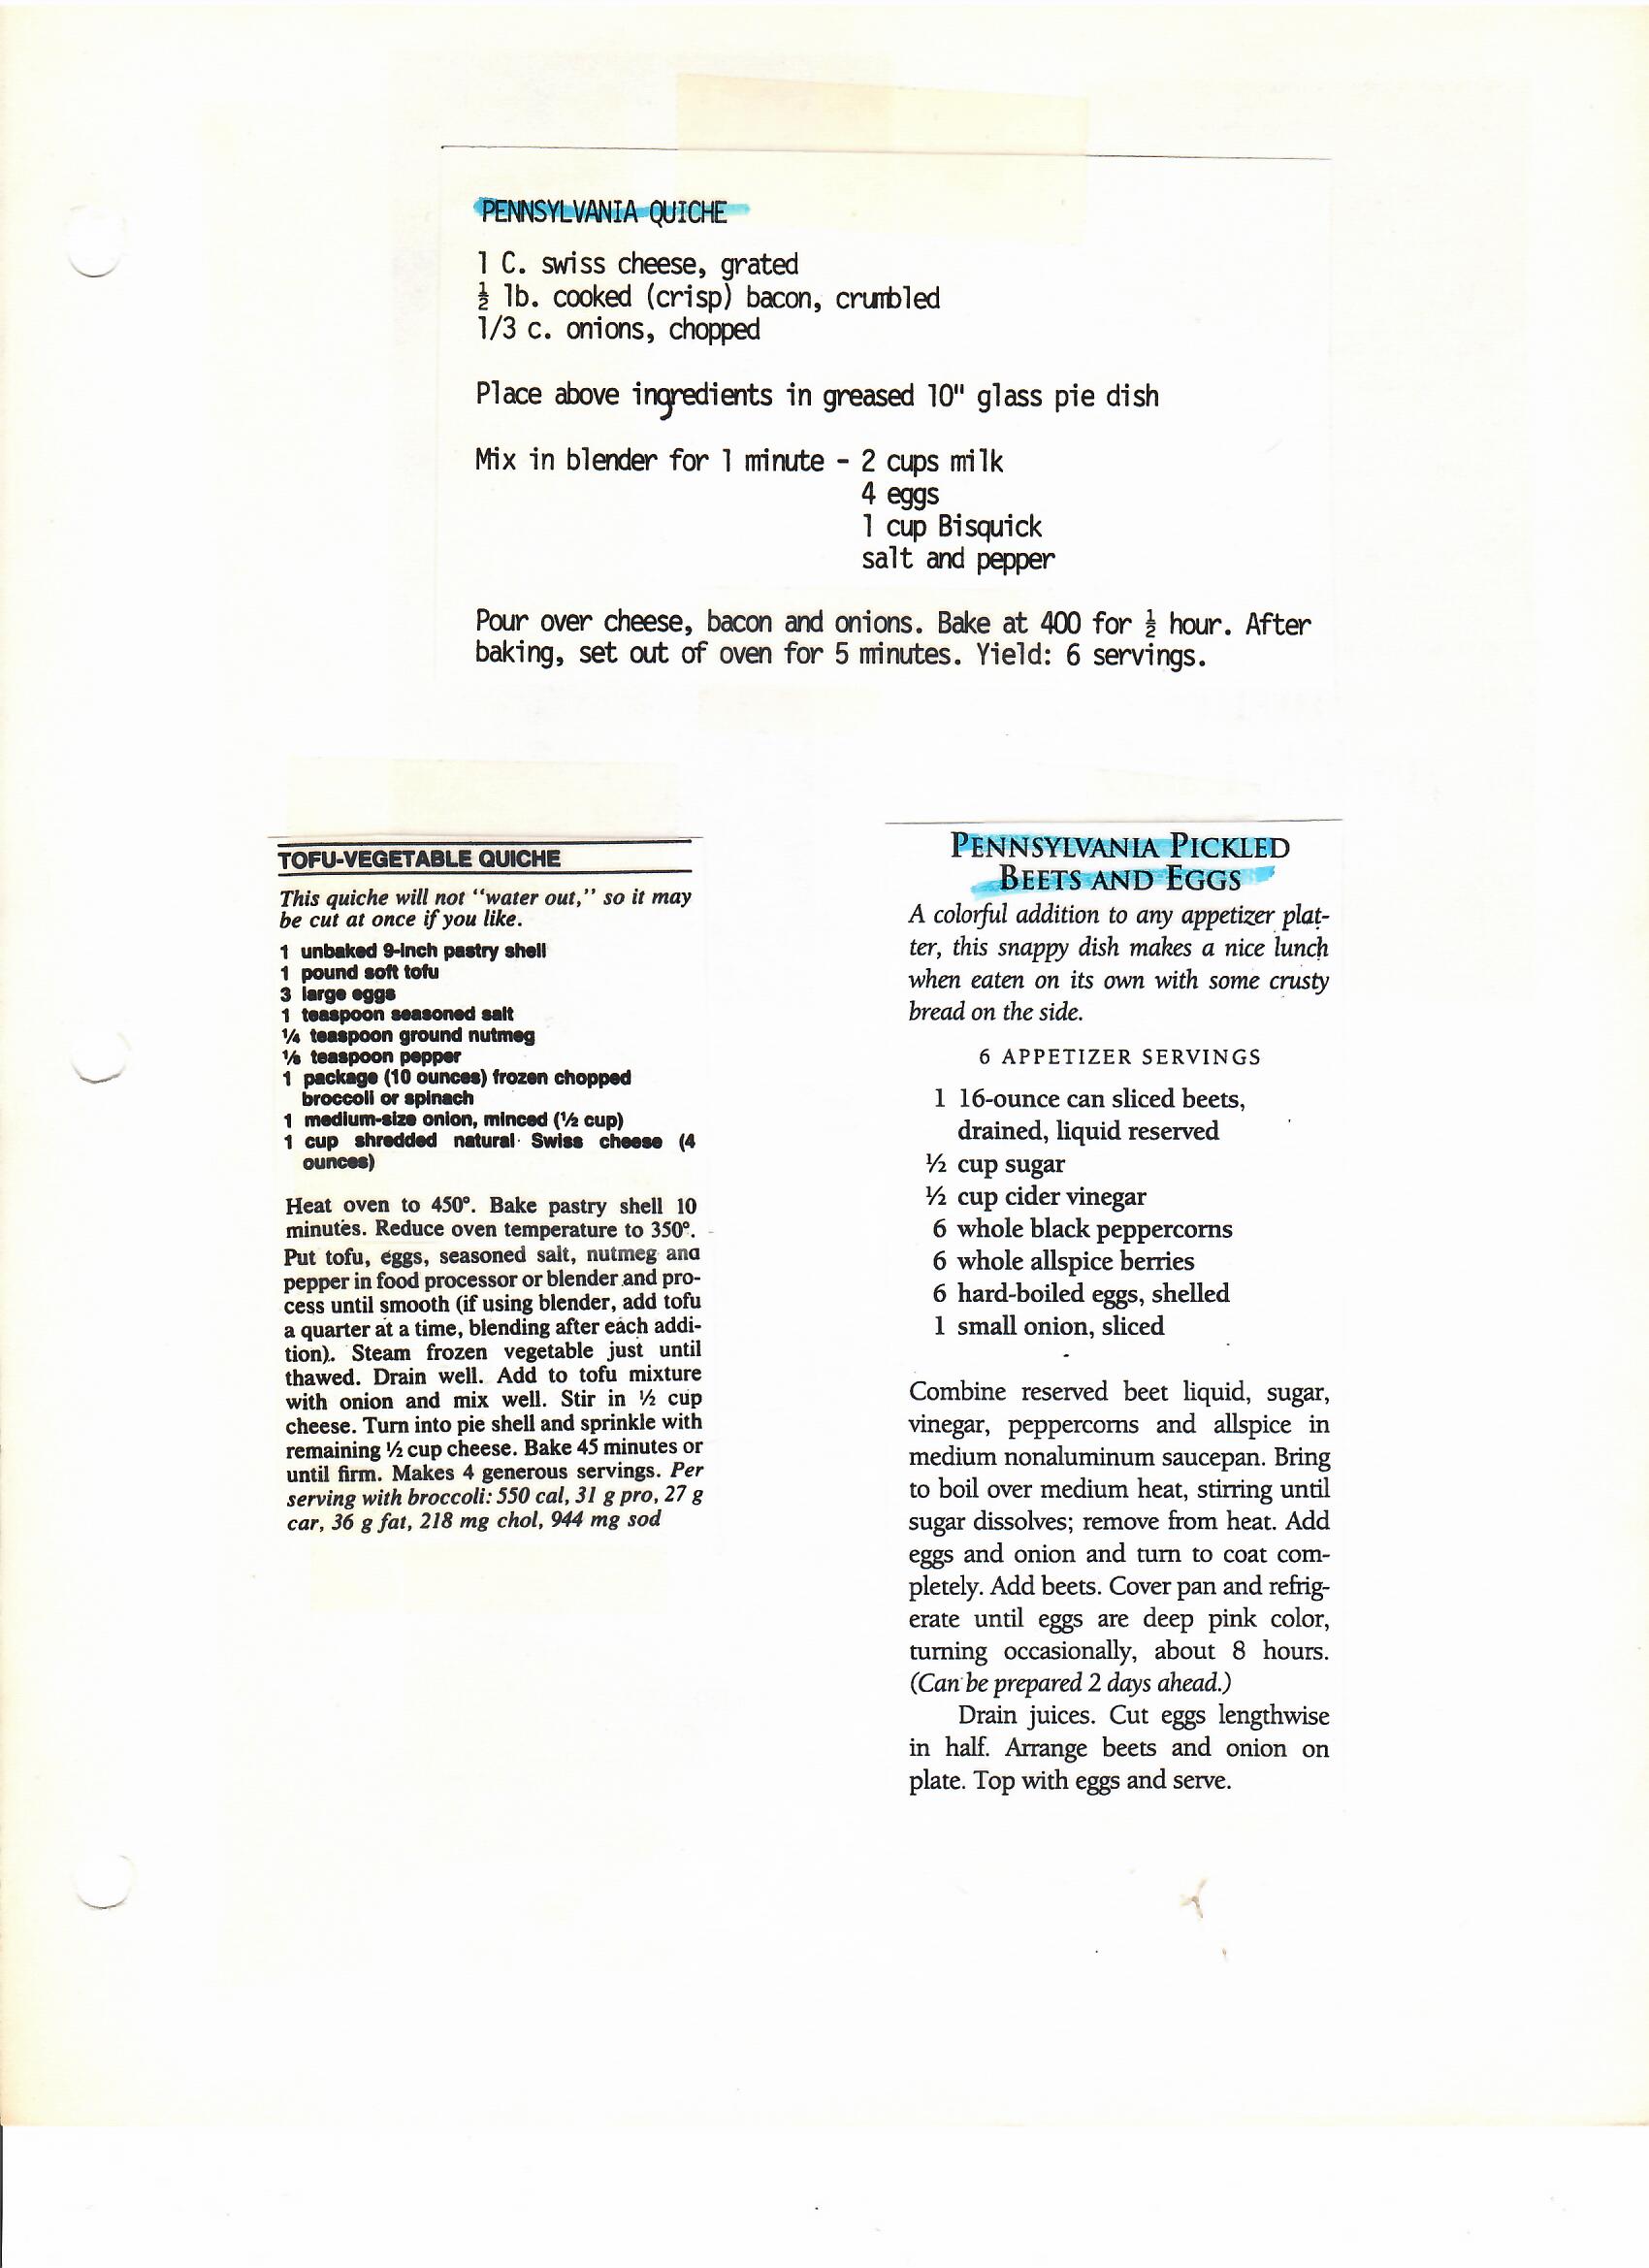 PENNSYLVANIA QUICHE
1 C. swiss cheese, grated
½ lb. cooked (crisp) bacon, crumbled
1/3 c. onions, chopped
Place above ingredients in greased 10" glass pie dish
Mix in blender for 1 minute - 2 cups milk
4 eggs
1 cup Bisquick
salt and pepper
Pour over cheese, bacon and onions. Bake at 400 for ½ hour. After
baking, set out of oven for 5 minutes. Yield: 6 servings.
TOFU-VEGETABLE QUICHE
This quiche will not "water out," so it may
be cut at once if you like.
1 unbaked 9-inch pastry shell
1 pound soft tofu
3 large eggs
1 teaspoon seasoned salt
¼ teaspoon ground nutmeg
⅛ teaspoon pepper
1 package (10 ounces) frozen chopped
broccoli or spinach
1 medium-size onion, minced (½ cup)
1 cup shredded natural Swiss cheese (4
ounces)
Heat oven to 450°. Bake pastry shell 10
minutes. Reduce oven temperature to 350°.
Put tofu, eggs, seasoned salt, nutmeg and
pepper in food processor or blender and pro-
cess until smooth (if using blender, add tofu
a quarter at a time, blending after each addi-
tion). Steam frozen vegetable just until
thawed. Drain well. Add to tofu mixture
with onion and mix well. Stir in ½ cup
cheese. Turn into pie shell and sprinkle with
remaining ½ cup cheese. Bake 45 minutes or
until firm. Makes 4 generous servings. Per
serving with broccoli: 550 cal, 31 g pro, 27 g
car, 36 g fat, 218 mg chol, 944 mg sod
PENNSYLVANIA PICKLED
BEETS AND EGGS
A colorful addition to any appetizer plat-
ter, this snappy dish makes a nice lunch
when eaten on its own with some crusty
bread on the side.
6 APPETIZER SERVINGS
1 16-ounce can sliced beets,
drained, liquid reserved
½ cup sugar
½ cup cider vinegar
6 whole black peppercorns
6 whole allspice berries
6 hard-boiled eggs, shelled
1 small onion, sliced
Combine reserved beet liquid, sugar,
vinegar, peppercorns and allspice in
medium nonaluminum saucepan. Bring
to boil over medium heat, stirring until
sugar dissolves; remove from heat. Add
eggs and onion and turn to coat com-
pletely. Add beets. Cover pan and refrig-
erate until eggs are deep pink color,
turning occasionally, about 8 hours.
(Can be prepared 2 days ahead.)
Drain juices. Cut eggs lengthwise
in half. Arrange beets and onion on
plate. Top with eggs and serve.